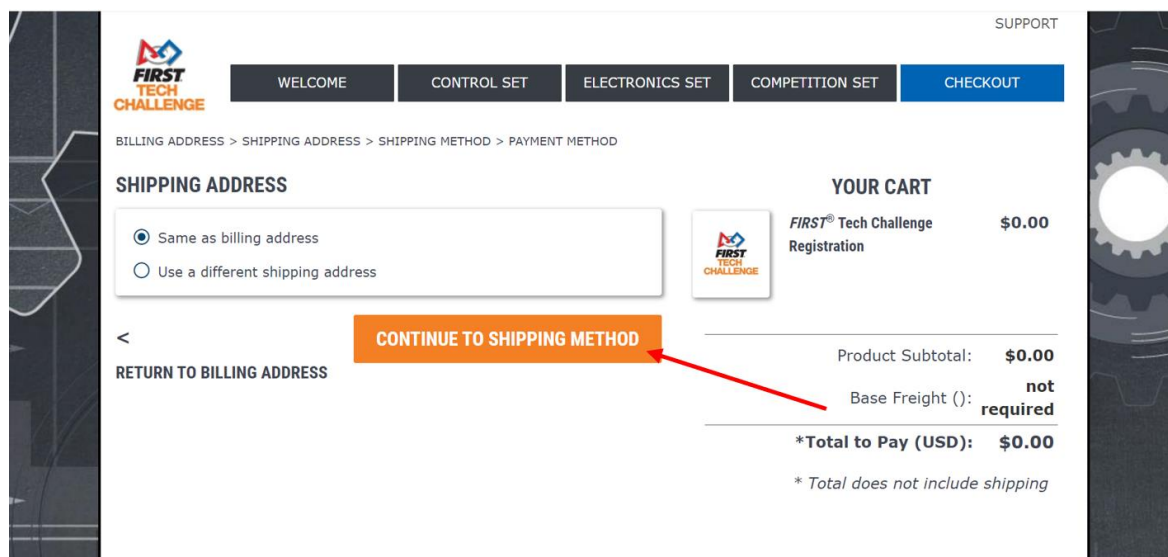 SUPPORT
FIRST
TECH
CHALLENGE
WELCOME
CONTROL SET
ELECTRONICS SET
COMPETITION SET
CHECKOUT
BILLING ADDRESS > SHIPPING ADDRESS > SHIPPING METHOD > PAYMENT METHOD
SHIPPING ADDRESS
Same as billing address
Use a different shipping address
<
RETURN TO BILLING ADDRESS
CONTINUE TO SHIPPING METHOD
YOUR CART
FIRST
TECH
CHALLENGE
FIRST® Tech Challenge $0.00
Registration
Product Subtotal: $0.00
Base Freight (): not
required
*Total to Pay (USD): $0.00
* Total does not include shipping